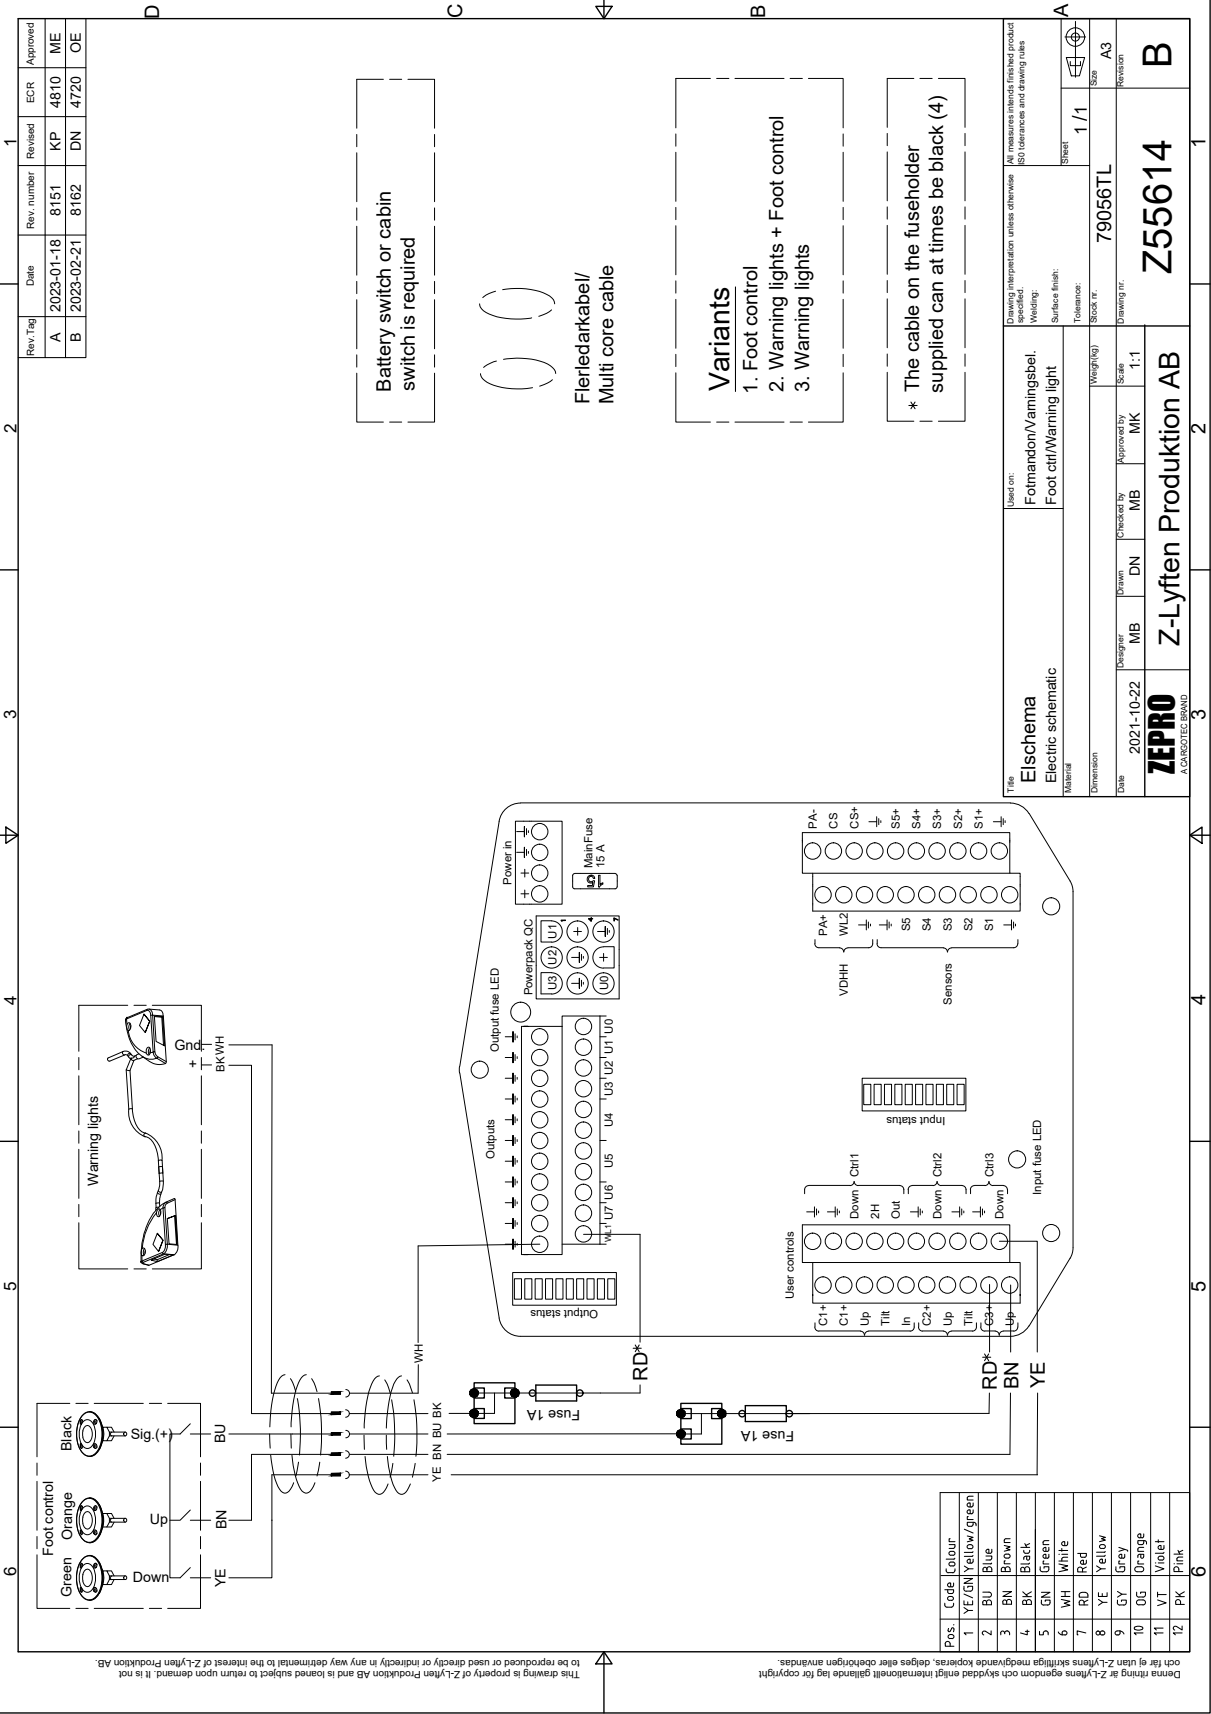 6
5
4
3
2
1
D
C
B
A
Rev.Tag Date Rev. number Revised ECR Approved
A 2023-01-18 8151 KP 4810 ME
B 2023-02-21 8162 DN 4720 OE
Foot control
Green
Orange
Black
Down
Up
Sig.(+)
YE
BN
BU
Warning lights
Gnd.
+
WH
BK
YE
BN
BU
BK
WH
Fuse 1A
Fuse 1A
RD*
RD*
BN
YE
Output status
Outputs
Output fuse LED
WL1 U7 U6 U5 U4 U3 U2 U1 U0
Powerpack QC
U3 U2 U1
+
U0 +
1
4
7
Power in
+ +
MainFuse
15 A
15
User controls
C1+
C1+
Up
Tilt
In
C2+
Up
Tilt
C3+
Up
Down
2H
Out
Down
Down
Ctrl1
Ctrl2
Ctrl3
Input fuse LED
Input status
VDHH
Sensors
PA+
WL2
S5
S4
S3
S2
S1
PA-
CS
CS+
S5+
S4+
S3+
S2+
S1+
Battery switch or cabin
switch is required
Flerledarkabel/
Multi core cable
Variants
1. Foot control
2. Warning lights + Foot control
3. Warning lights
* The cable on the fuseholder
supplied can at times be black (4)
Pos. Code Colour
1 YE/GN Yellow/green
2 BU Blue
3 BN Brown
4 BK Black
5 GN Green
6 WH White
7 RD Red
8 YE Yellow
9 GY Grey
10 OG Orange
11 VT Violet
12 PK Pink
Title
Elschema
Electric schematic
Used on:
Fotmandon/Varningsbel.
Foot ctrl/Warning light
Drawing interpretation unless otherwise
specified.
Welding:
Surface finish:
Tolerance:
All measures intends finished product
ISO tolerances and drawing rules
Material
Sheet
1 /1
Dimension
Weigh(kg)
Stock nr.
79056TL
Size
A3
Date
2021-10-22
Designer
MB
Drawn
DN
Checked by
MB
Approved by
MK
Scale
1:1
Drawing nr.
Z55614
Revision
B
ZEPRO
A CARGOTEC BRAND
Z-Lyften Produktion AB
6
5
4
3
2
1
This drawing is property of Z-Lyften Produktion AB and is loaned subject to return upon demand. It is not
to be reproduced or used directly or indirectly in any way detrimental to the interest of Z-Lyften Produktion AB.
Denna ritning är Z-Lyftens egendom och skyddad enligt internationellt gällande lag för copyright
och får ej utan Z-Lyftens skriftliga medgivande kopieras, delges eller obehörigen användas.